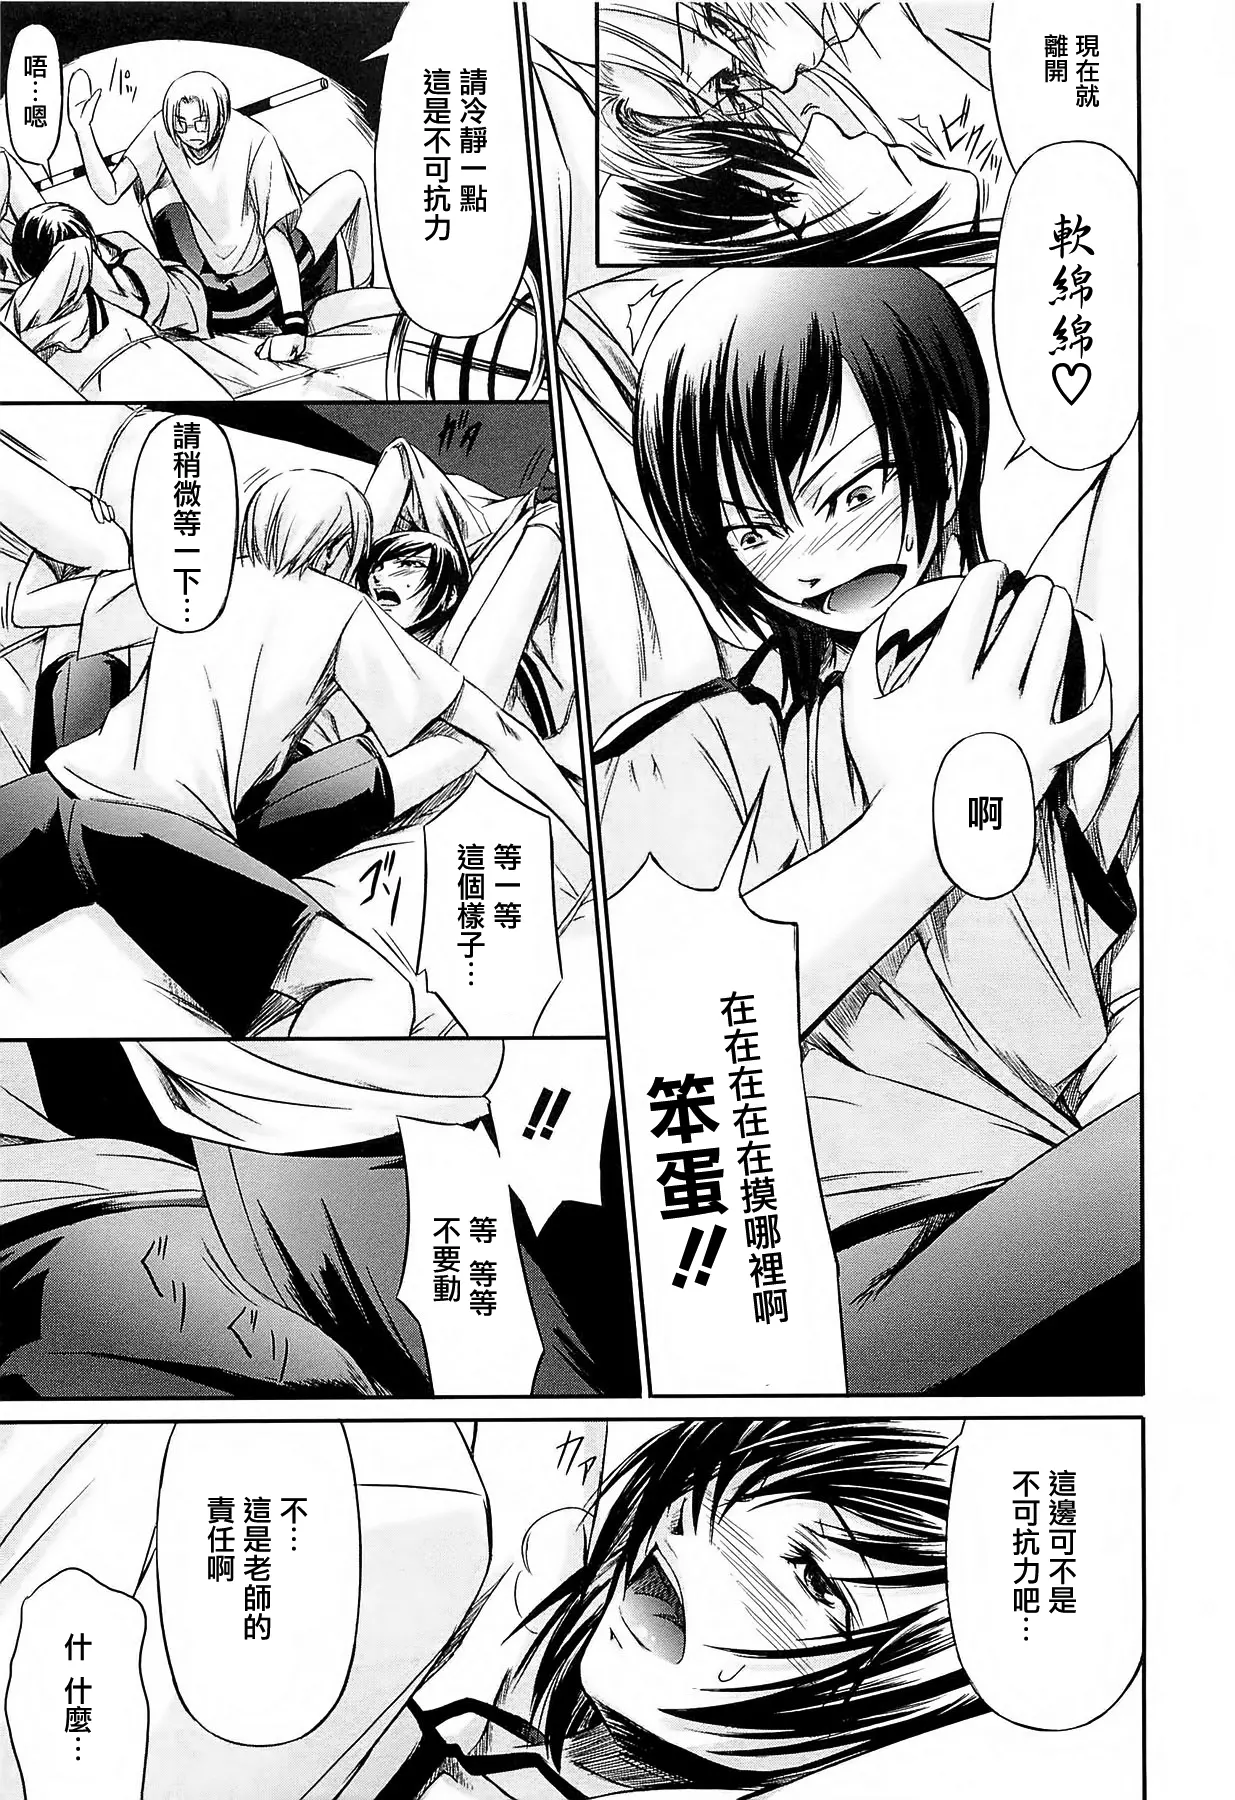 現在就
離開
軟綿綿♡
啊
在在在在在摸哪裡啊
笨蛋!!
請冷靜一點
這是不可抗力
唔…嗯
請稍微等一下…
等一等
這個樣子…
!!
等 等等
不要動
這邊可不是
不可抗力吧…
不…
這是老師的
責任啊
什 什麼…